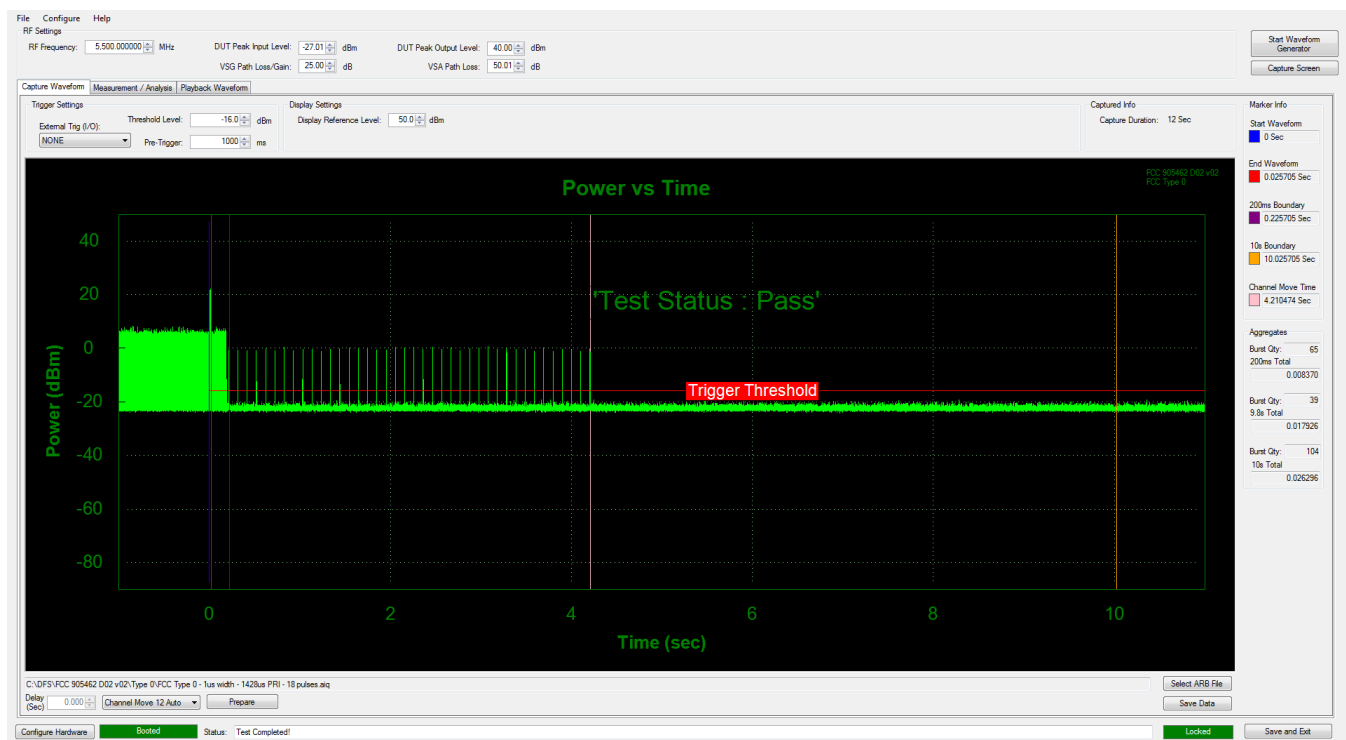 File Configure Help
RF Settings
RF Frequency: 5,500.000000 MHz DUT Peak Input Level: -27.01 dBm DUT Peak Output Level: 40.00 dBm
VSG Path Loss/Gain: 25.00 dB VSA Path Loss: 50.01 dB
Start Waveform
Generator
Capture Screen
Capture Waveform Measurement / Analysis Playback Waveform
Trigger Settings
External Trig (I/O):
NONE
Threshold Level: -16.0 dBm
Pre-Trigger: 1000 ms
Display Settings
Display Reference Level: 50.0 dBm
Captured Info
Capture Duration: 12 Sec
Marker Info
Start Waveform
0 Sec
End Waveform
0.025705 Sec
200ms Boundary
0.225705 Sec
10s Boundary
10.025705 Sec
Channel Move Time
4.210474 Sec
Aggregates
Burst Qty: 65
200ms Total
0.008370
Burst Qty: 39
9.8s Total
0.017926
Burst Qty: 104
10s Total
0.026296
FCC 905462 D02 v02
FCC Type 0
Power vs Time
'Test Status : Pass'
Trigger Threshold
Power (dBm)
40
20
0
-20
-40
-60
-80
0 2 4 6 8 10
Time (sec)
C:\DFS\FCC 905462 D02 v02\Type 0\FCC Type 0 - 1us width - 1428us PRI - 18 pulses.aiq
Select ARB File
Delay
(Sec) 0.000 Channel Move 12 Auto Prepare
Save Data
Configure Hardware Booted Status: Test Completed! Locked Save and Exit